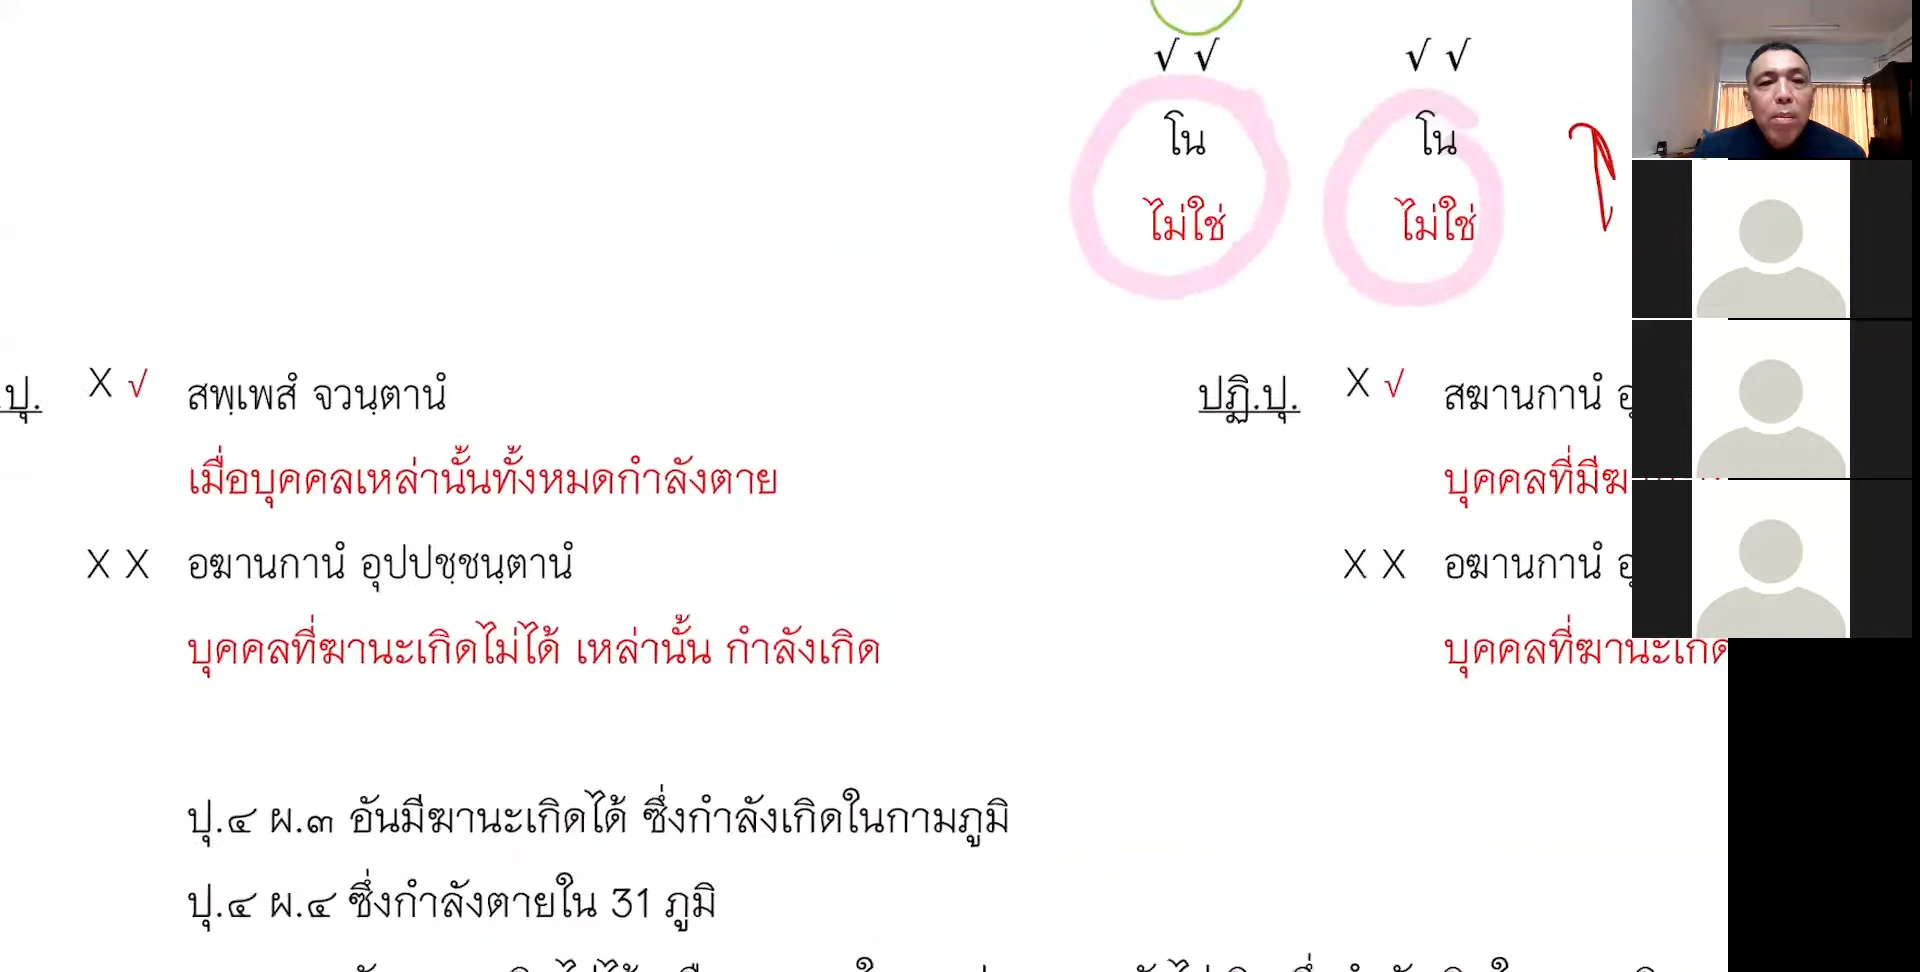 √ √ √ √
โน โน
ไม่ใช่ ไม่ใช่
ปุ. X √ สพฺเพสํ จวนฺตานํ ปฏิ.ปุ. X √ สฆานกานํ
เมื่อบุคคลเหล่านั้นทั้งหมดกำลังตาย บุคคลที่มีฆ
X X อฆานกานํ อุปปชฺชนฺตานํ X X อฆานกานํ
บุคคลที่ฆานะเกิดไม่ได้ เหล่านั้น กำลังเกิด บุคคลที่ฆานะเกิด
ปุ.๔ ผ.๓ อันมีฆานะเกิดได้ ซึ่งกำลังเกิดในกามภูมิ
ปุ.๔ ผ.๔ ซึ่งกำลังตายใน 31 ภูมิ